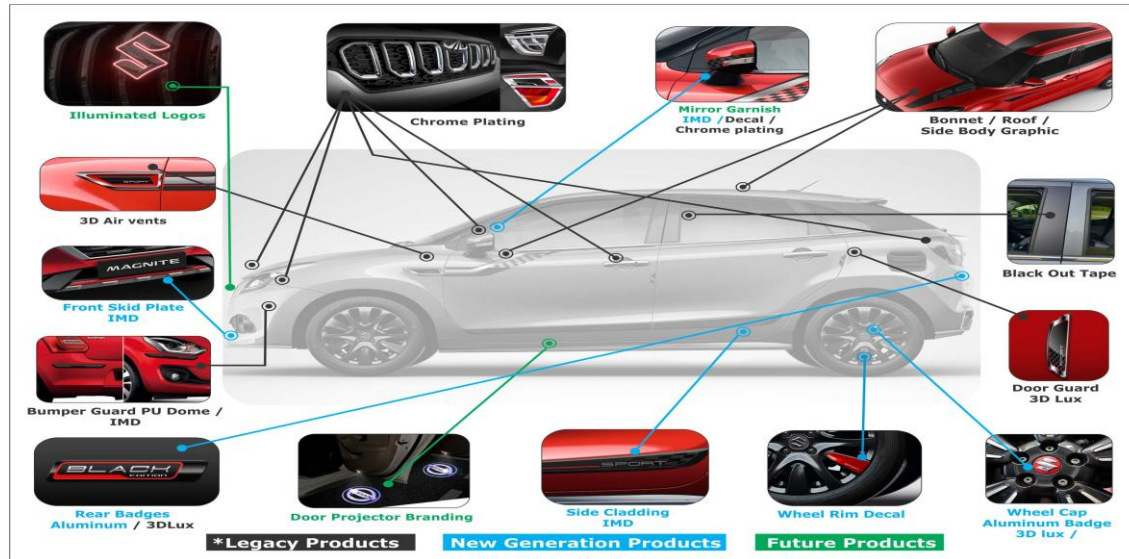 Illuminated Logos
Chrome Plating
Mirror Garnish
IMD /Decal /
Chrome plating
Bonnet / Roof /
Side Body Graphic
SPORT
3D Air vents
Black Out Tape
MAGNITE
Front Skid Plate
IMD
Bumper Guard PU Dome /
IMD
Door Guard
3D Lux
BLACK
EDITION
Rear Badges
Aluminum / 3DLux
Door Projector Branding
SPORT
Side Cladding
IMD
Wheel Rim Decal
Wheel Cap
Aluminum Badge
3D lux /
*Legacy Products
New Generation Products
Future Products